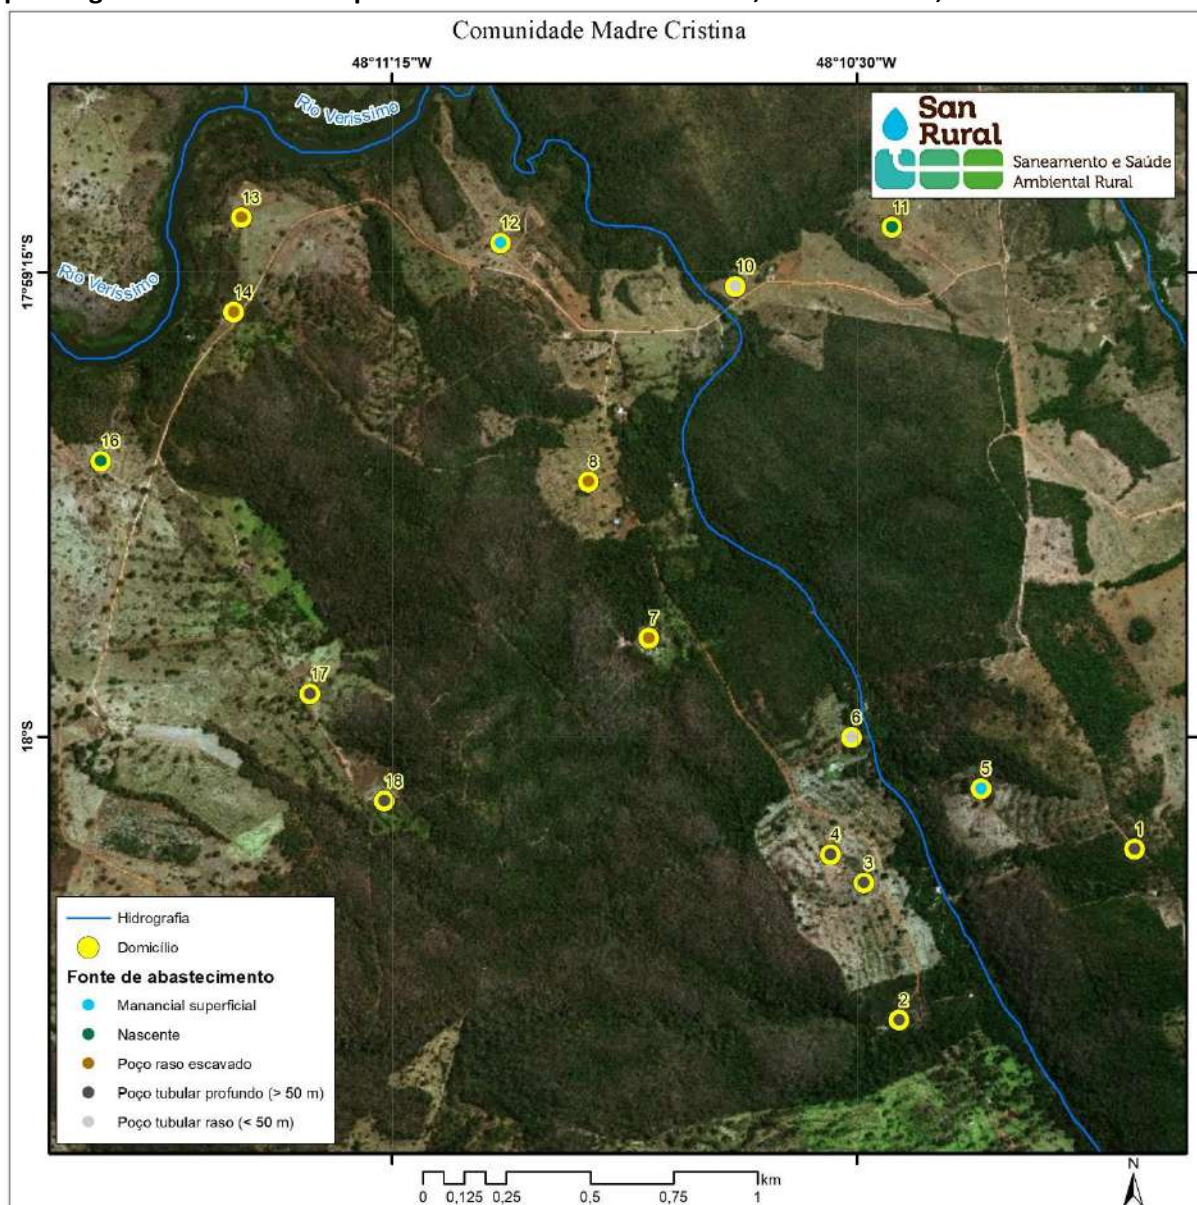 Comunidade Madre Cristina
48°11'15"W
48°10'30"W
San
Rural
Saneamento e Saúde
Ambiental Rural
Rio Veríssimo
13
12
11
17°59'15"S
10
Rio Veríssimo
14
16
8
7
17
6
18°S
5
18
4
1
3
2
Hidrografia
Domicílio
Fonte de abastecimento
Manancial superficial
Nascente
Poço raso escavado
Poço tubular profundo (> 50 m)
Poço tubular raso (< 50 m)
km
0 0,125 0,25 0,5 0,75 1
N